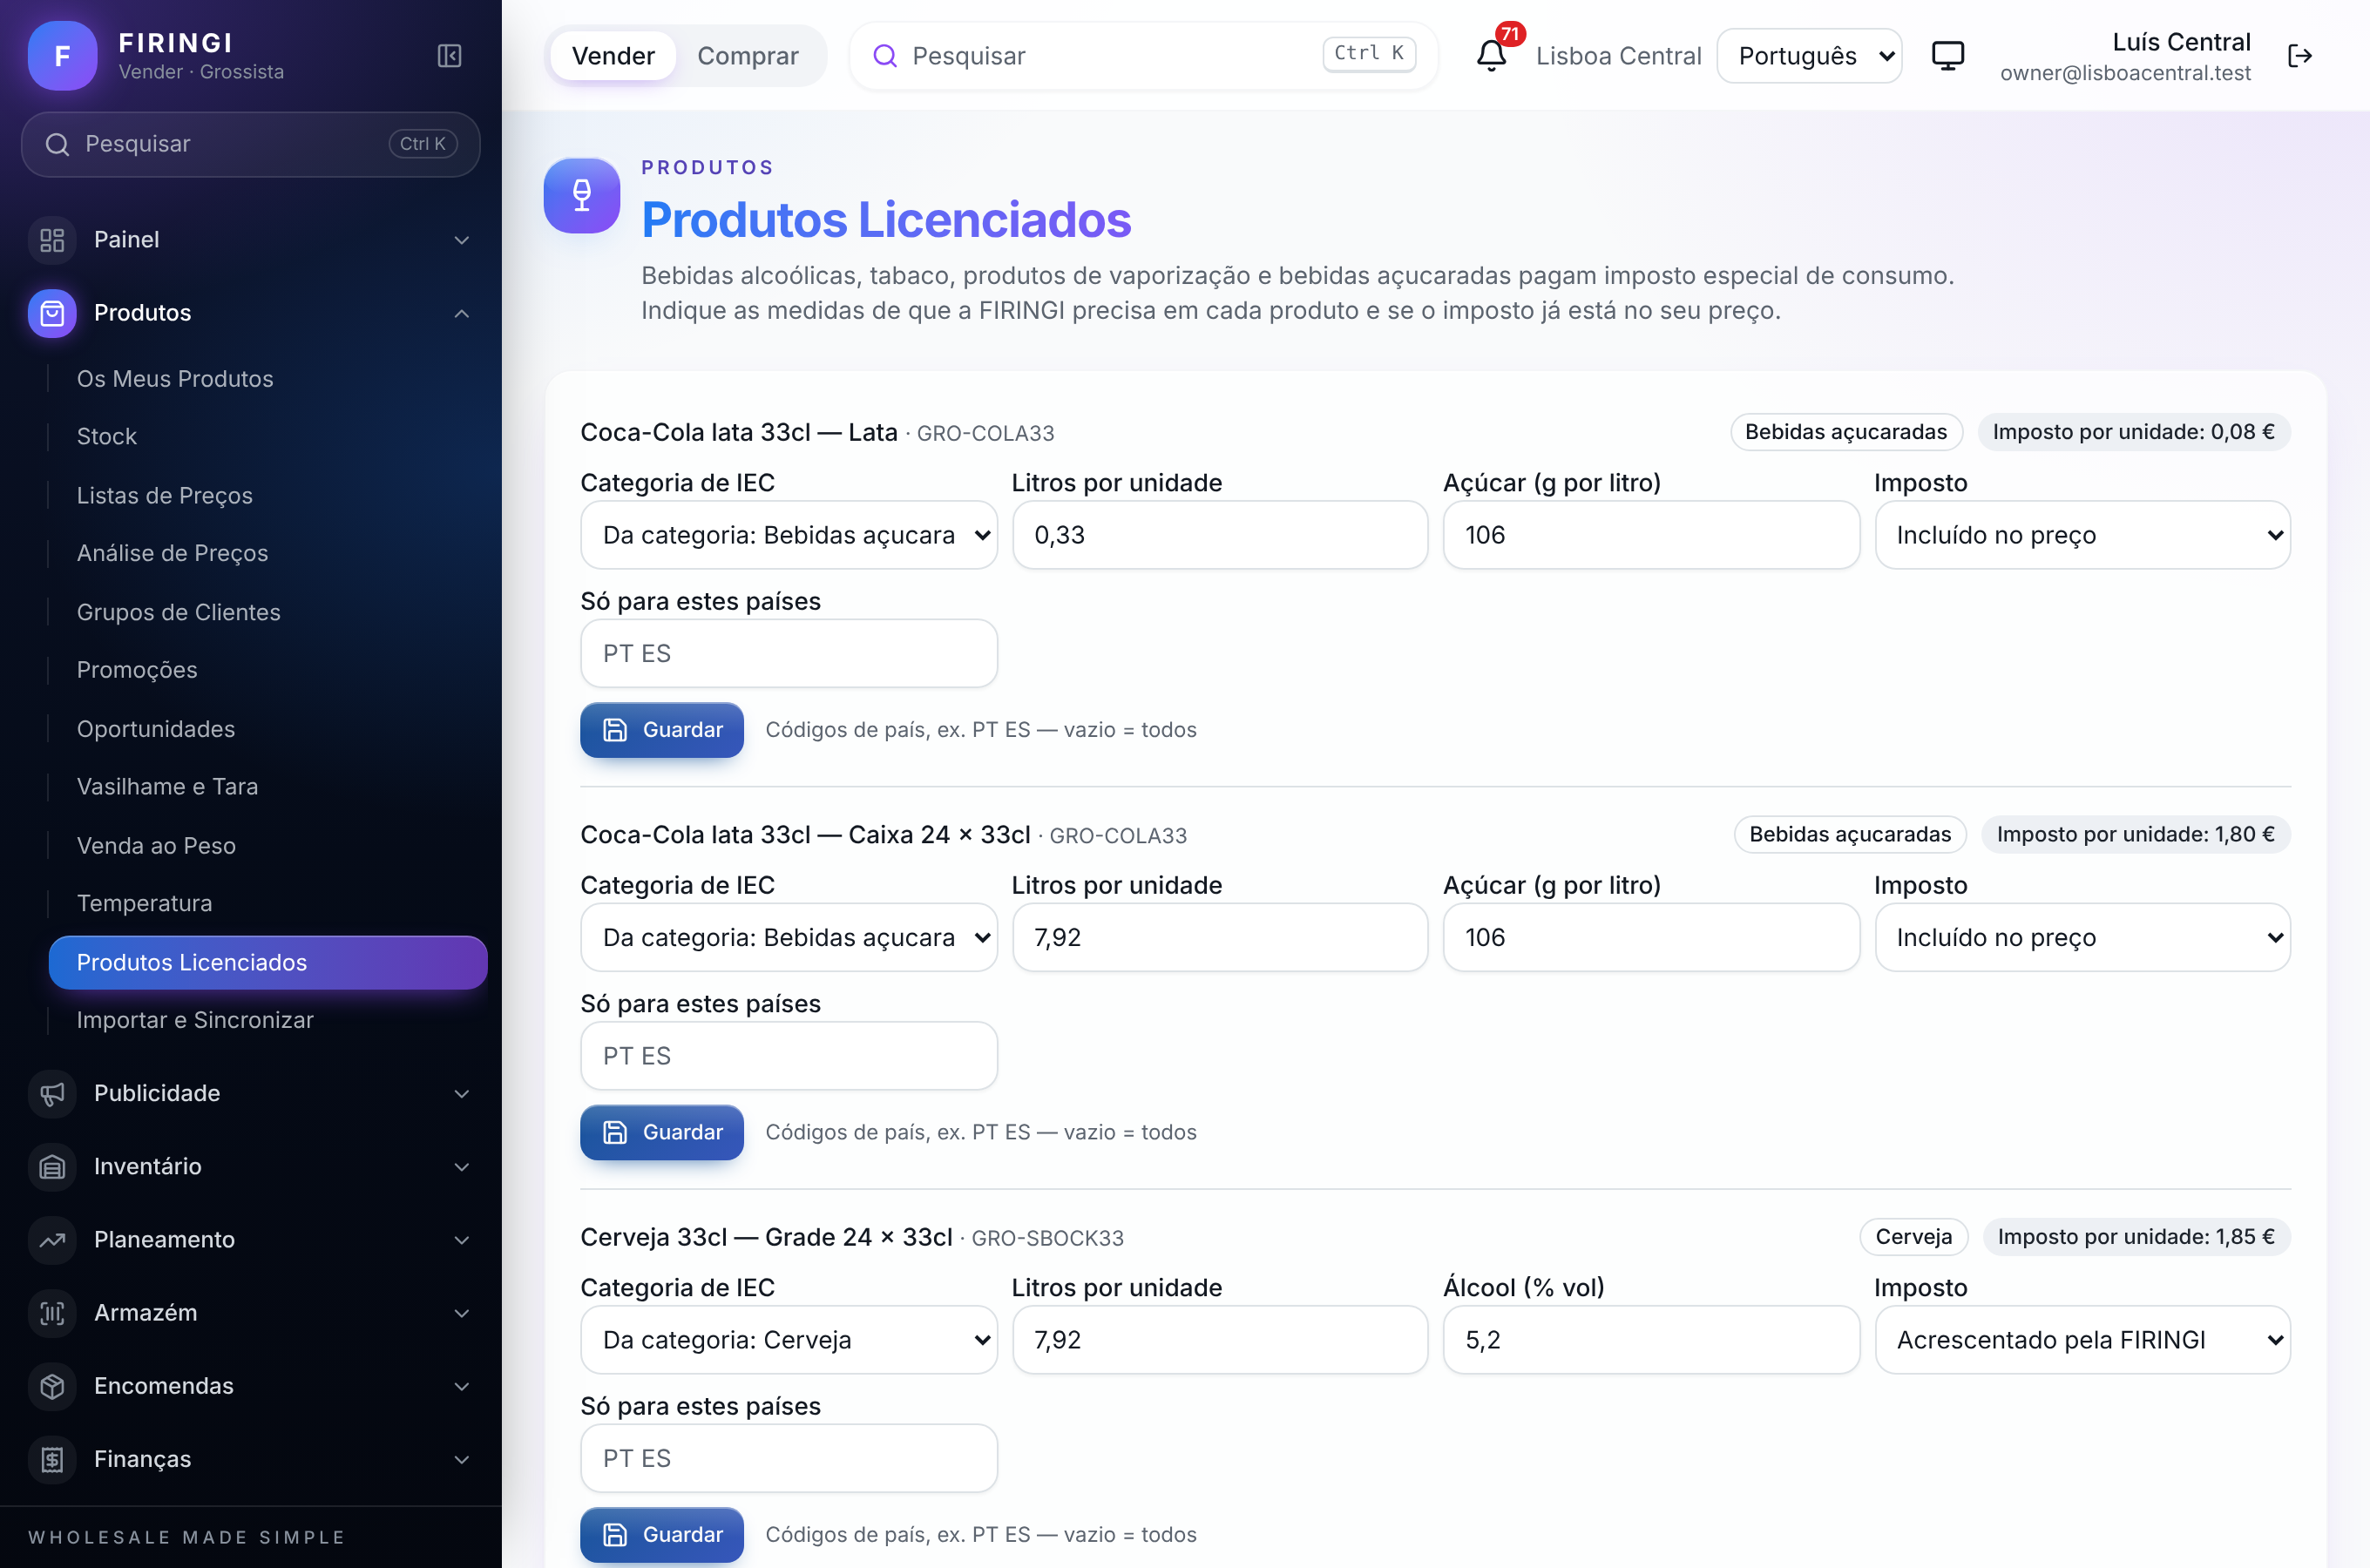 F
FIRINGI
Vender · Grossista
Pesquisar
Ctrl K
Painel
Produtos
Os Meus Produtos
Stock
Listas de Preços
Análise de Preços
Grupos de Clientes
Promoções
Oportunidades
Vasilhame e Tara
Venda ao Peso
Temperatura
Produtos Licenciados
Importar e Sincronizar
Publicidade
Inventário
Planeamento
Armazém
Encomendas
Finanças
WHOLESALE MADE SIMPLE
Vender
Comprar
Pesquisar
Ctrl K
71
Lisboa Central
Português
Luís Central
owner@lisboacentral.test
PRODUTOS
Produtos Licenciados
Bebidas alcoólicas, tabaco, produtos de vaporização e bebidas açucaradas pagam imposto especial de consumo.
Indique as medidas de que a FIRINGI precisa em cada produto e se o imposto já está no seu preço.
Coca-Cola lata 33cl — Lata · GRO-COLA33
Bebidas açucaradas
Imposto por unidade: 0,08 €
Categoria de IEC
Litros por unidade
Açúcar (g por litro)
Imposto
Da categoria: Bebidas açucara
0,33
106
Incluído no preço
Só para estes países
PT ES
Guardar
Códigos de país, ex. PT ES — vazio = todos
Coca-Cola lata 33cl — Caixa 24 × 33cl · GRO-COLA33
Bebidas açucaradas
Imposto por unidade: 1,80 €
Categoria de IEC
Litros por unidade
Açúcar (g por litro)
Imposto
Da categoria: Bebidas açucara
7,92
106
Incluído no preço
Só para estes países
PT ES
Guardar
Códigos de país, ex. PT ES — vazio = todos
Cerveja 33cl — Grade 24 × 33cl · GRO-SBOCK33
Cerveja
Imposto por unidade: 1,85 €
Categoria de IEC
Litros por unidade
Álcool (% vol)
Imposto
Da categoria: Cerveja
7,92
5,2
Acrescentado pela FIRINGI
Só para estes países
PT ES
Guardar
Códigos de país, ex. PT ES — vazio = todos